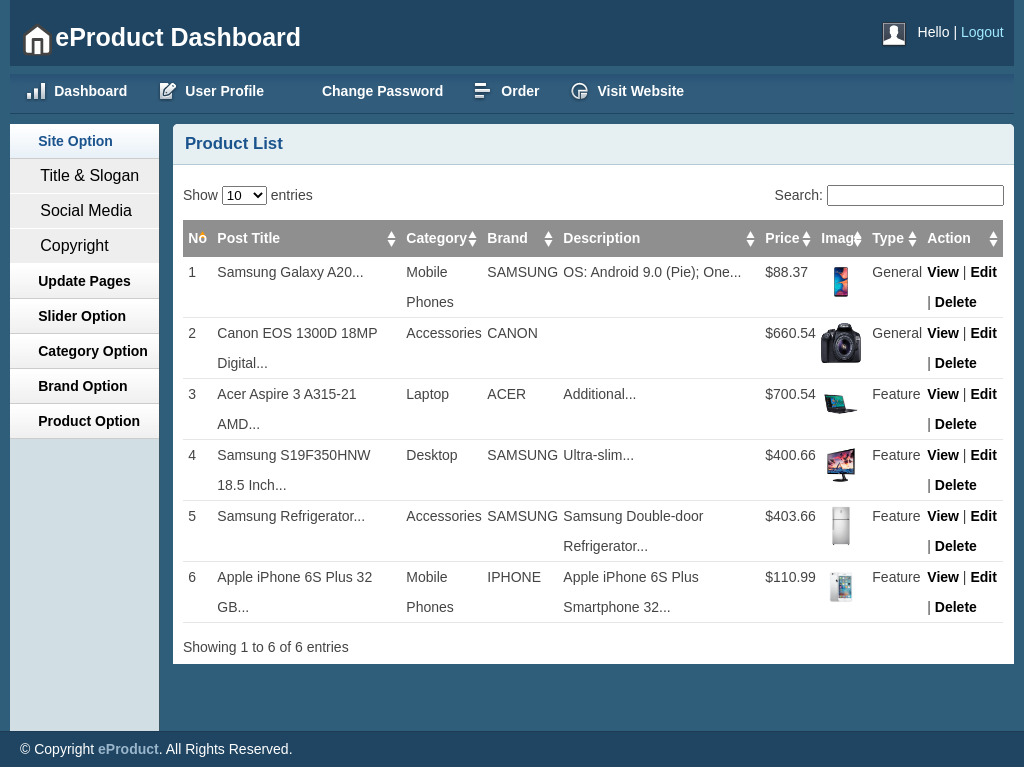 eProduct Dashboard
Hello | Logout
Dashboard User Profile Change Password Order Visit Website
Site Option
Title & Slogan
Social Media
Copyright
Update Pages
Slider Option
Category Option
Brand Option
Product Option
Product List
Show 10 entries
Search:
No Post Title Category Brand Description Price Image Type Action
1 Samsung Galaxy A20... Mobile SAMSUNG OS: Android 9.0 (Pie); One... $88.37 General View | Edit
Phones | Delete
2 Canon EOS 1300D 18MP Accessories CANON $660.54 General View | Edit
Digital... | Delete
3 Acer Aspire 3 A315-21 Laptop ACER Additional... $700.54 Feature View | Edit
AMD... | Delete
4 Samsung S19F350HNW Desktop SAMSUNG Ultra-slim... $400.66 Feature View | Edit
18.5 Inch... | Delete
5 Samsung Refrigerator... Accessories SAMSUNG Samsung Double-door $403.66 Feature View | Edit
Refrigerator... | Delete
6 Apple iPhone 6S Plus 32 Mobile IPHONE Apple iPhone 6S Plus $110.99 Feature View | Edit
GB... Phones Smartphone 32... | Delete
Showing 1 to 6 of 6 entries
© Copyright eProduct. All Rights Reserved.